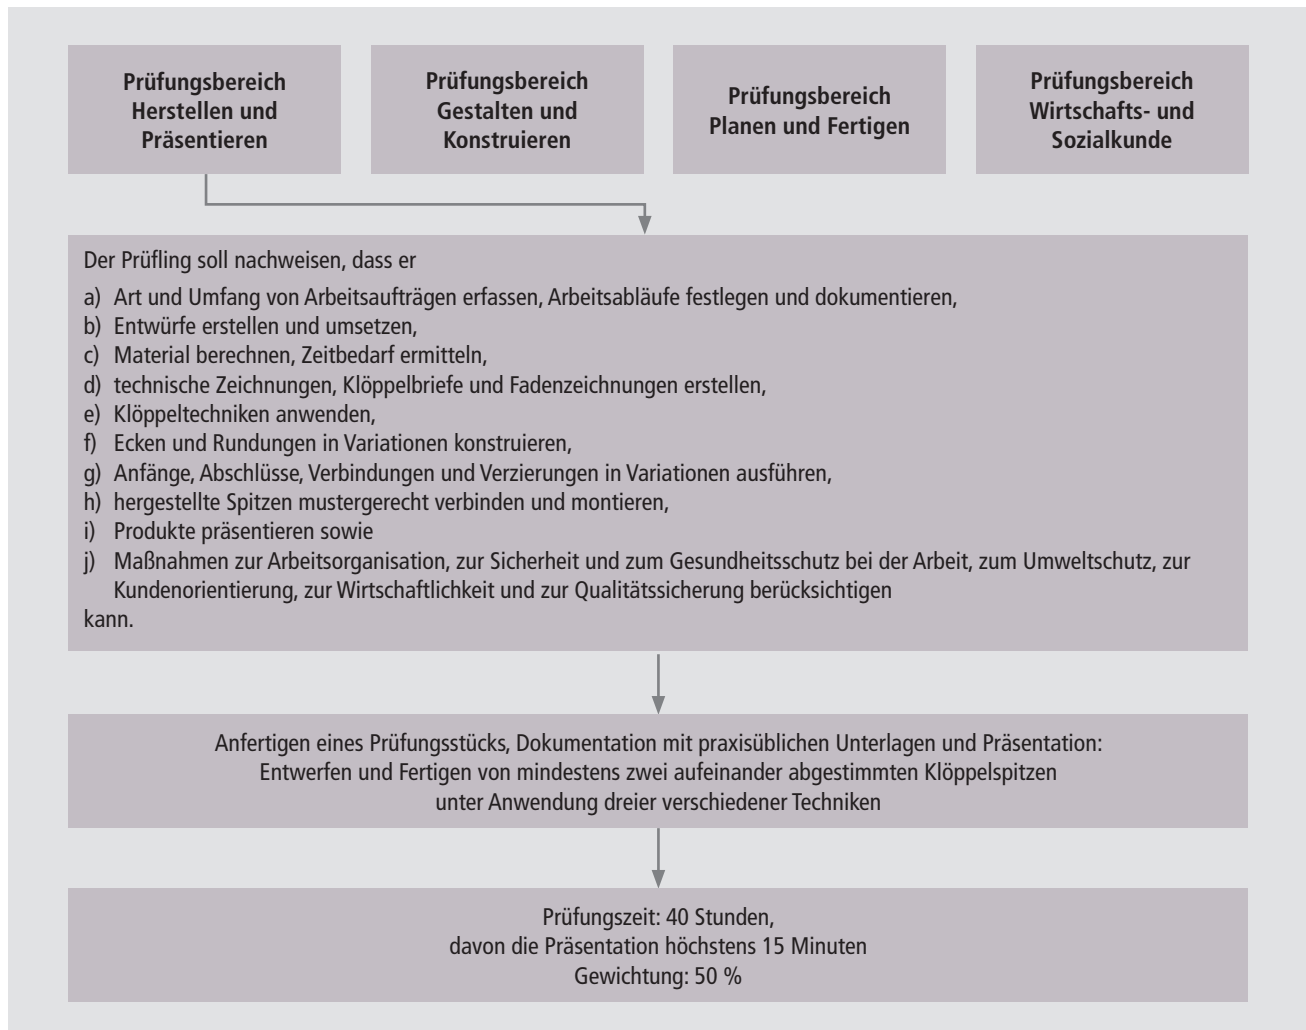 Prüfungsbereich
Herstellen und
Präsentieren
Prüfungsbereich
Gestalten und
Konstruieren
Prüfungsbereich
Planen und Fertigen
Prüfungsbereich
Wirtschafts- und
Sozialkunde
Der Prüfling soll nachweisen, dass er
a) Art und Umfang von Arbeitsaufträgen erfassen, Arbeitsabläufe festlegen und dokumentieren,
b) Entwürfe erstellen und umsetzen,
c) Material berechnen, Zeitbedarf ermitteln,
d) technische Zeichnungen, Klöppelbriefe und Fadenzeichnungen erstellen,
e) Klöppeltechniken anwenden,
f) Ecken und Rundungen in Variationen konstruieren,
g) Anfänge, Abschlüsse, Verbindungen und Verzierungen in Variationen ausführen,
h) hergestellte Spitzen mustergerecht verbinden und montieren,
i) Produkte präsentieren sowie
j) Maßnahmen zur Arbeitsorganisation, zur Sicherheit und zum Gesundheitsschutz bei der Arbeit, zum Umweltschutz, zur
Kundenorientierung, zur Wirtschaftlichkeit und zur Qualitätssicherung berücksichtigen
kann.
Anfertigen eines Prüfungsstücks, Dokumentation mit praxisüblichen Unterlagen und Präsentation:
Entwerfen und Fertigen von mindestens zwei aufeinander abgestimmten Klöppelspitzen
unter Anwendung dreier verschiedener Techniken
Prüfungszeit: 40 Stunden,
davon die Präsentation höchstens 15 Minuten
Gewichtung: 50 %